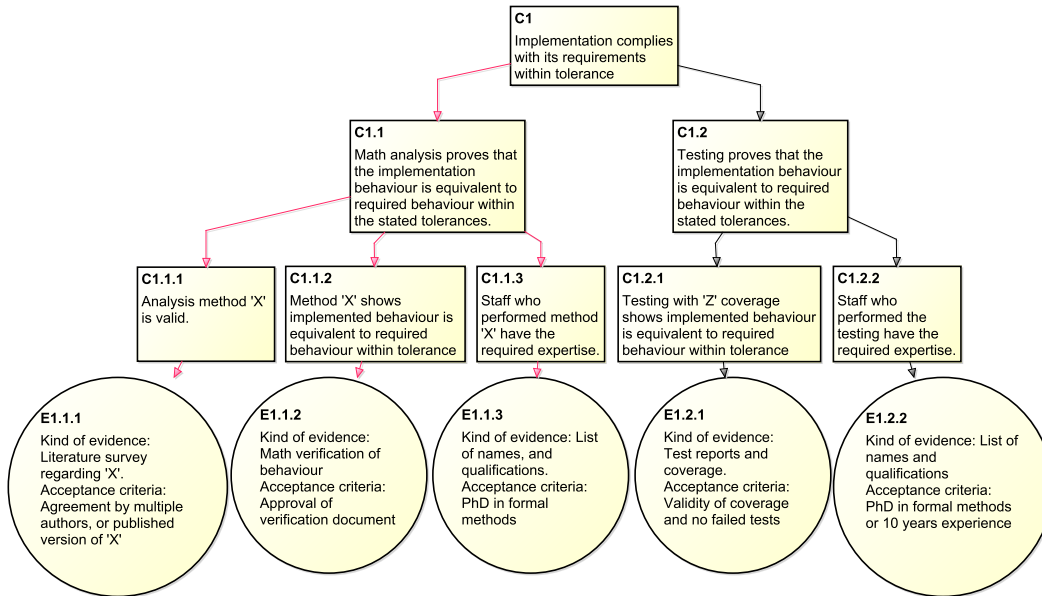 C1
Implementation complies
with its requirements
within tolerance
C1.1
Math analysis proves that
the implementation
behaviour is equivalent to
required behaviour within
the stated tolerances.
C1.2
Testing proves that the
implementation behaviour
is equivalent to required
behaviour within the
stated tolerances.
C1.1.1
Analysis method 'X'
is valid.
C1.1.2
Method 'X' shows
implemented behaviour is
equivalent to required
behaviour within tolerance
C1.1.3
Staff who
performed method
'X' have the
required expertise.
C1.2.1
Testing with 'Z' coverage
shows implemented behaviour
is equivalent to required
behaviour within tolerance
C1.2.2
Staff who
performed the
testing have the
required expertise.
E1.1.1
Kind of evidence:
Literature survey
regarding 'X'.
Acceptance criteria:
Agreement by multiple
authors, or published
version of 'X'
E1.1.2
Kind of evidence:
Math verification of
behaviour
Acceptance criteria:
Approval of
verification document
E1.1.3
Kind of evidence: List
of names, and
qualifications.
Acceptance criteria:
PhD in formal
methods
E1.2.1
Kind of evidence:
Test reports and
coverage.
Acceptance criteria:
Validity of coverage
and no failed tests
E1.2.2
Kind of evidence: List of
names and
qualifications
Acceptance criteria:
PhD in formal methods
or 10 years experience